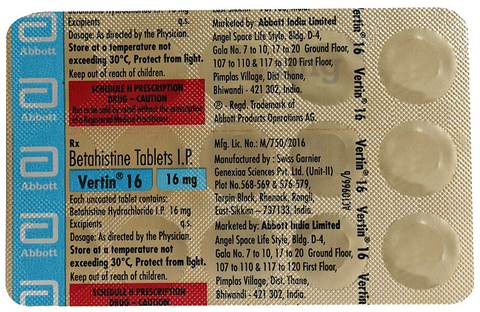 Dosage: As directed by the Physician.
Store at a temperature not
exceeding 30°C, Protect from light.
Keep out of reach of children.
SCHEDULE H PRESCRIPTION
DRUG – CAUTION
Not to be sold by retail without the prescription
of a Registered Medical Practitioner.
Rx
Betahistine Tablets I.P.
Vertin® 16
16 mg
Each uncoated tablet contains:
Betahistine Hydrochloride I.P. 16 mg
Excipients q.s.
Dosage: As directed by the Physician.
Store at a temperature not
exceeding 30°C, Protect from light.
Keep out of reach of children.
SCHEDULE H PRESCRIPTION
DRUG – CAUTION
Marketed by: Abbott India Limited
Angel Space Life Style, Bldg. D-4,
Gala No. 7 to 10, 17 to 20 Ground Floor,
107 to 110 & 117 to 120 First Floor,
Pimplas Village, Dist. Thane,
Bhiwandi - 421 302, India.
® - Regd. Trademark of
Abbott Products Operations AG.
Mfg. Lic. No.: M/750/2016
Manufactured by : Swiss Garnier
Genexiaa Sciences Pvt. Ltd. (Unit-II)
Plot No.568-569 & 576-579,
Tarpin Block, Rhenock, Rongli,
East-Sikkim – 737133, India.
Marketed by: Abbott India Limited
Angel Space Life Style, Bldg. D-4,
Gala No. 7 to 10, 17 to 20 Ground Floor,
107 to 110 & 117 to 120 First Floor,
Pimplas Village, Dist. Thane,
Bhiwandi - 421 302, India.
Abbott
Abbott
Abbott
Abbott
Vertin® 16
Vertin® 16
Vertin® 16
Vertin® 16